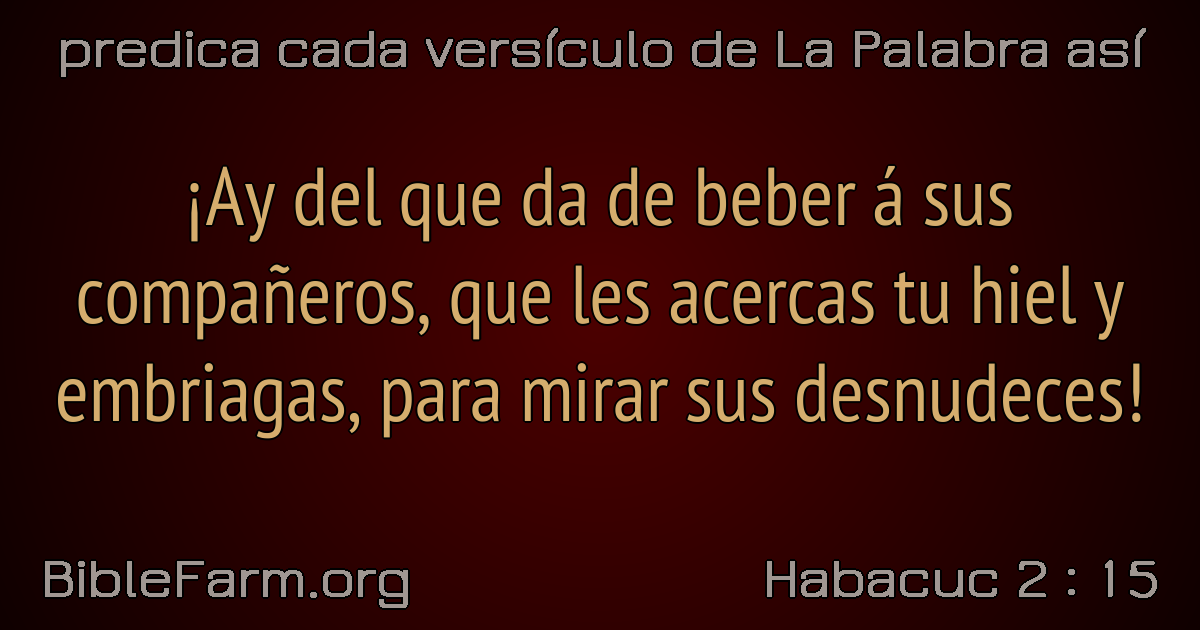 predica cada versículo de La Palabra así
¡Ay del que da de beber á sus
compañeros, que les acercas tu hiel y
embriagas, para mirar sus desnudeces!
BibleFarm.org
Habacuc 2 : 15